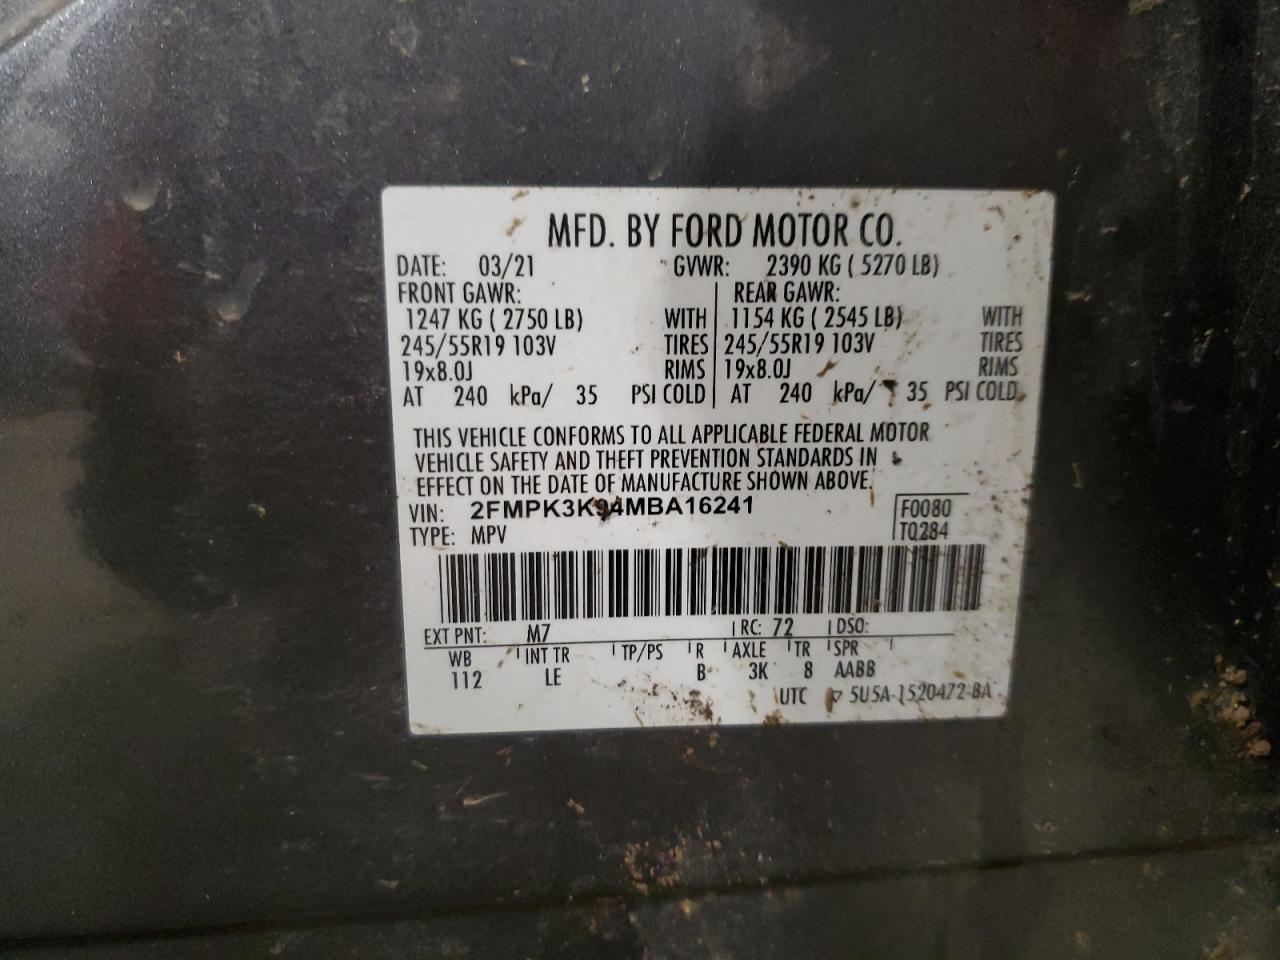 MFD. BY FORD MOTOR CO.
DATE: 03/21 GVWR: 2390 KG ( 5270 LB)
FRONT GAWR: REAR GAWR:
1247 KG ( 2750 LB) WITH 1154 KG ( 2545 LB) WITH
245/55R19 103V TIRES 245/55R19 103V TIRES
19x8.0J RIMS 19x8.0J RIMS
AT 240 kPa/ 35 PSI COLD AT 240 kPa/ 35 PSI COLD
THIS VEHICLE CONFORMS TO ALL APPLICABLE FEDERAL MOTOR
VEHICLE SAFETY AND THEFT PREVENTION STANDARDS IN
EFFECT ON THE DATE OF MANUFACTURE SHOWN ABOVE.
VIN: 2FMPK3K94MBA16241 F0080
TYPE: MPV T0284
EXT PNT: M7 RC: 72 DSO:
WB INT TR TP/PS R AXLE TR SPR
112 LE B 3K 8 AABB
UTC ▽ 5U5A-1520472-BA